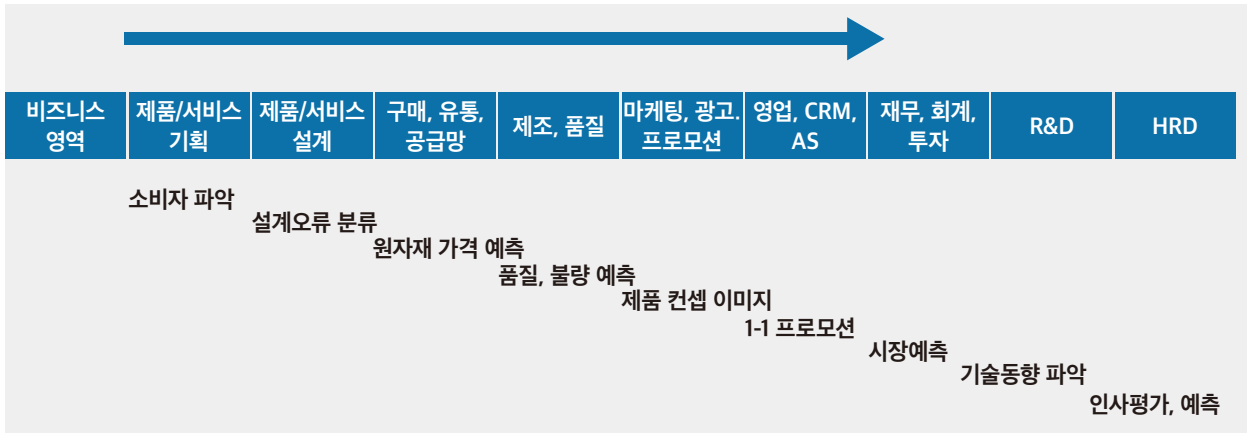 비즈니스
영역
제품/서비스
기획
제품/서비스
설계
구매, 유통,
공급망
제조, 품질
마케팅, 광고.
프로모션
영업, CRM,
AS
재무, 회계,
투자
R&D
HRD
소비자 파악
설계오류 분류
원자재 가격 예측
품질, 불량 예측
제품 컨셉 이미지
1-1 프로모션
시장예측
기술동향 파악
인사평가, 예측